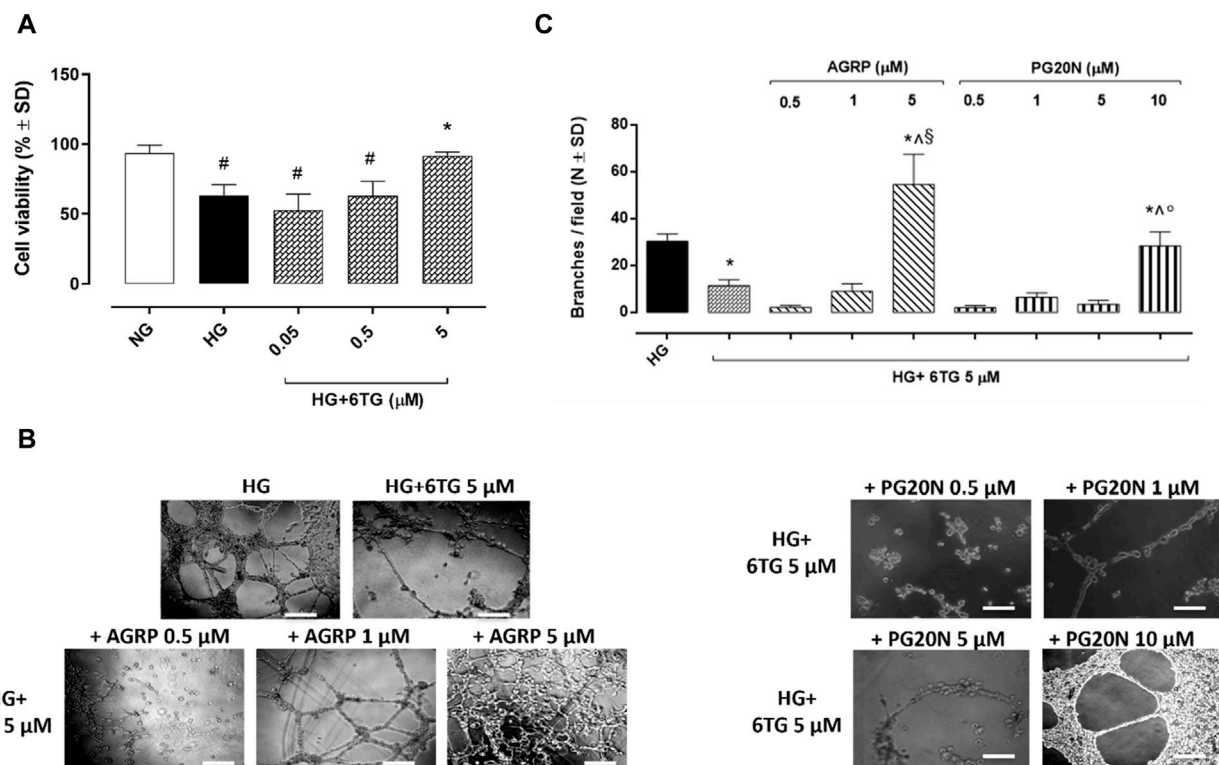 A
Cell viability (% ± SD)
150
100
50
0
#
#
#
*
NG
HG
0.05
0.5
5
HG+6TG (µM)
C
AGRP (µM)
PG20N (µM)
0.5
1
5
0.5
1
5
10
Branches / field (N ± SD)
80
60
40
20
0
*
*^§
*^°
HG
HG+ 6TG 5 µM
B
HG
HG+6TG 5 µM
+ AGRP 0.5 µM
+ AGRP 1 µM
+ AGRP 5 µM
G+
5 µM
+ PG20N 0.5 µM
+ PG20N 1 µM
HG+
6TG 5 µM
+ PG20N 5 µM
+ PG20N 10 µM
HG+
6TG 5 µM